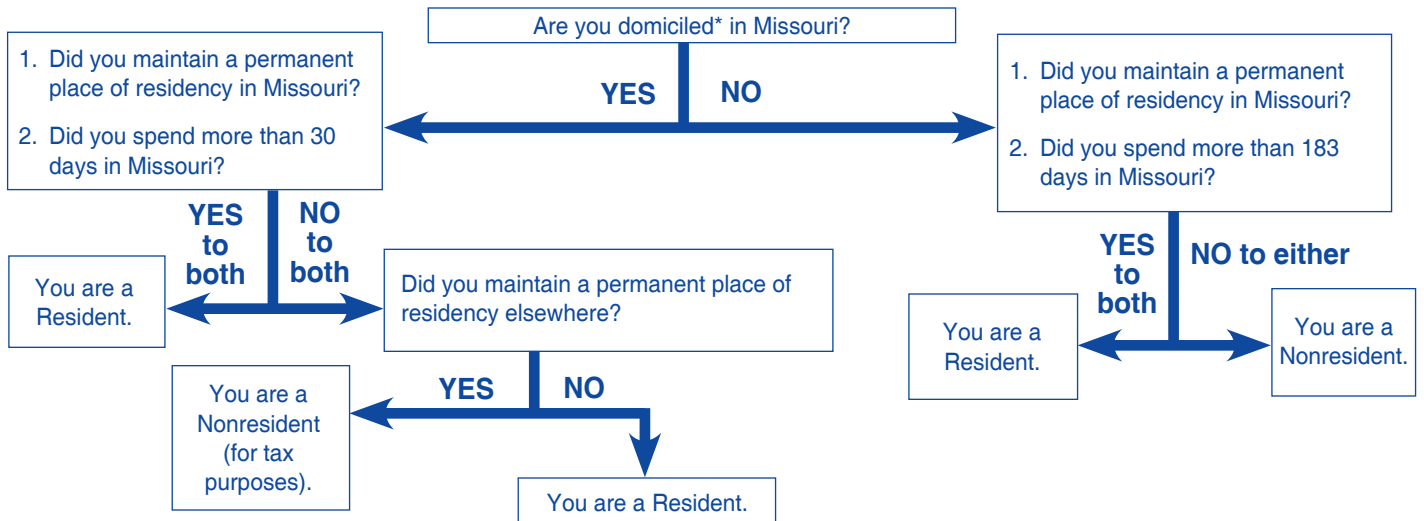 Are you domiciled* in Missouri?
YES
NO
1. Did you maintain a permanent
place of residency in Missouri?
2. Did you spend more than 30
days in Missouri?
YES
to
both
NO
to
both
You are a
Resident.
Did you maintain a permanent place of
residency elsewhere?
YES
NO
You are a
Nonresident
(for tax
purposes).
You are a Resident.
1. Did you maintain a permanent
place of residency in Missouri?
2. Did you spend more than 183
days in Missouri?
YES
to
both
NO to either
You are a
Resident.
You are a
Nonresident.